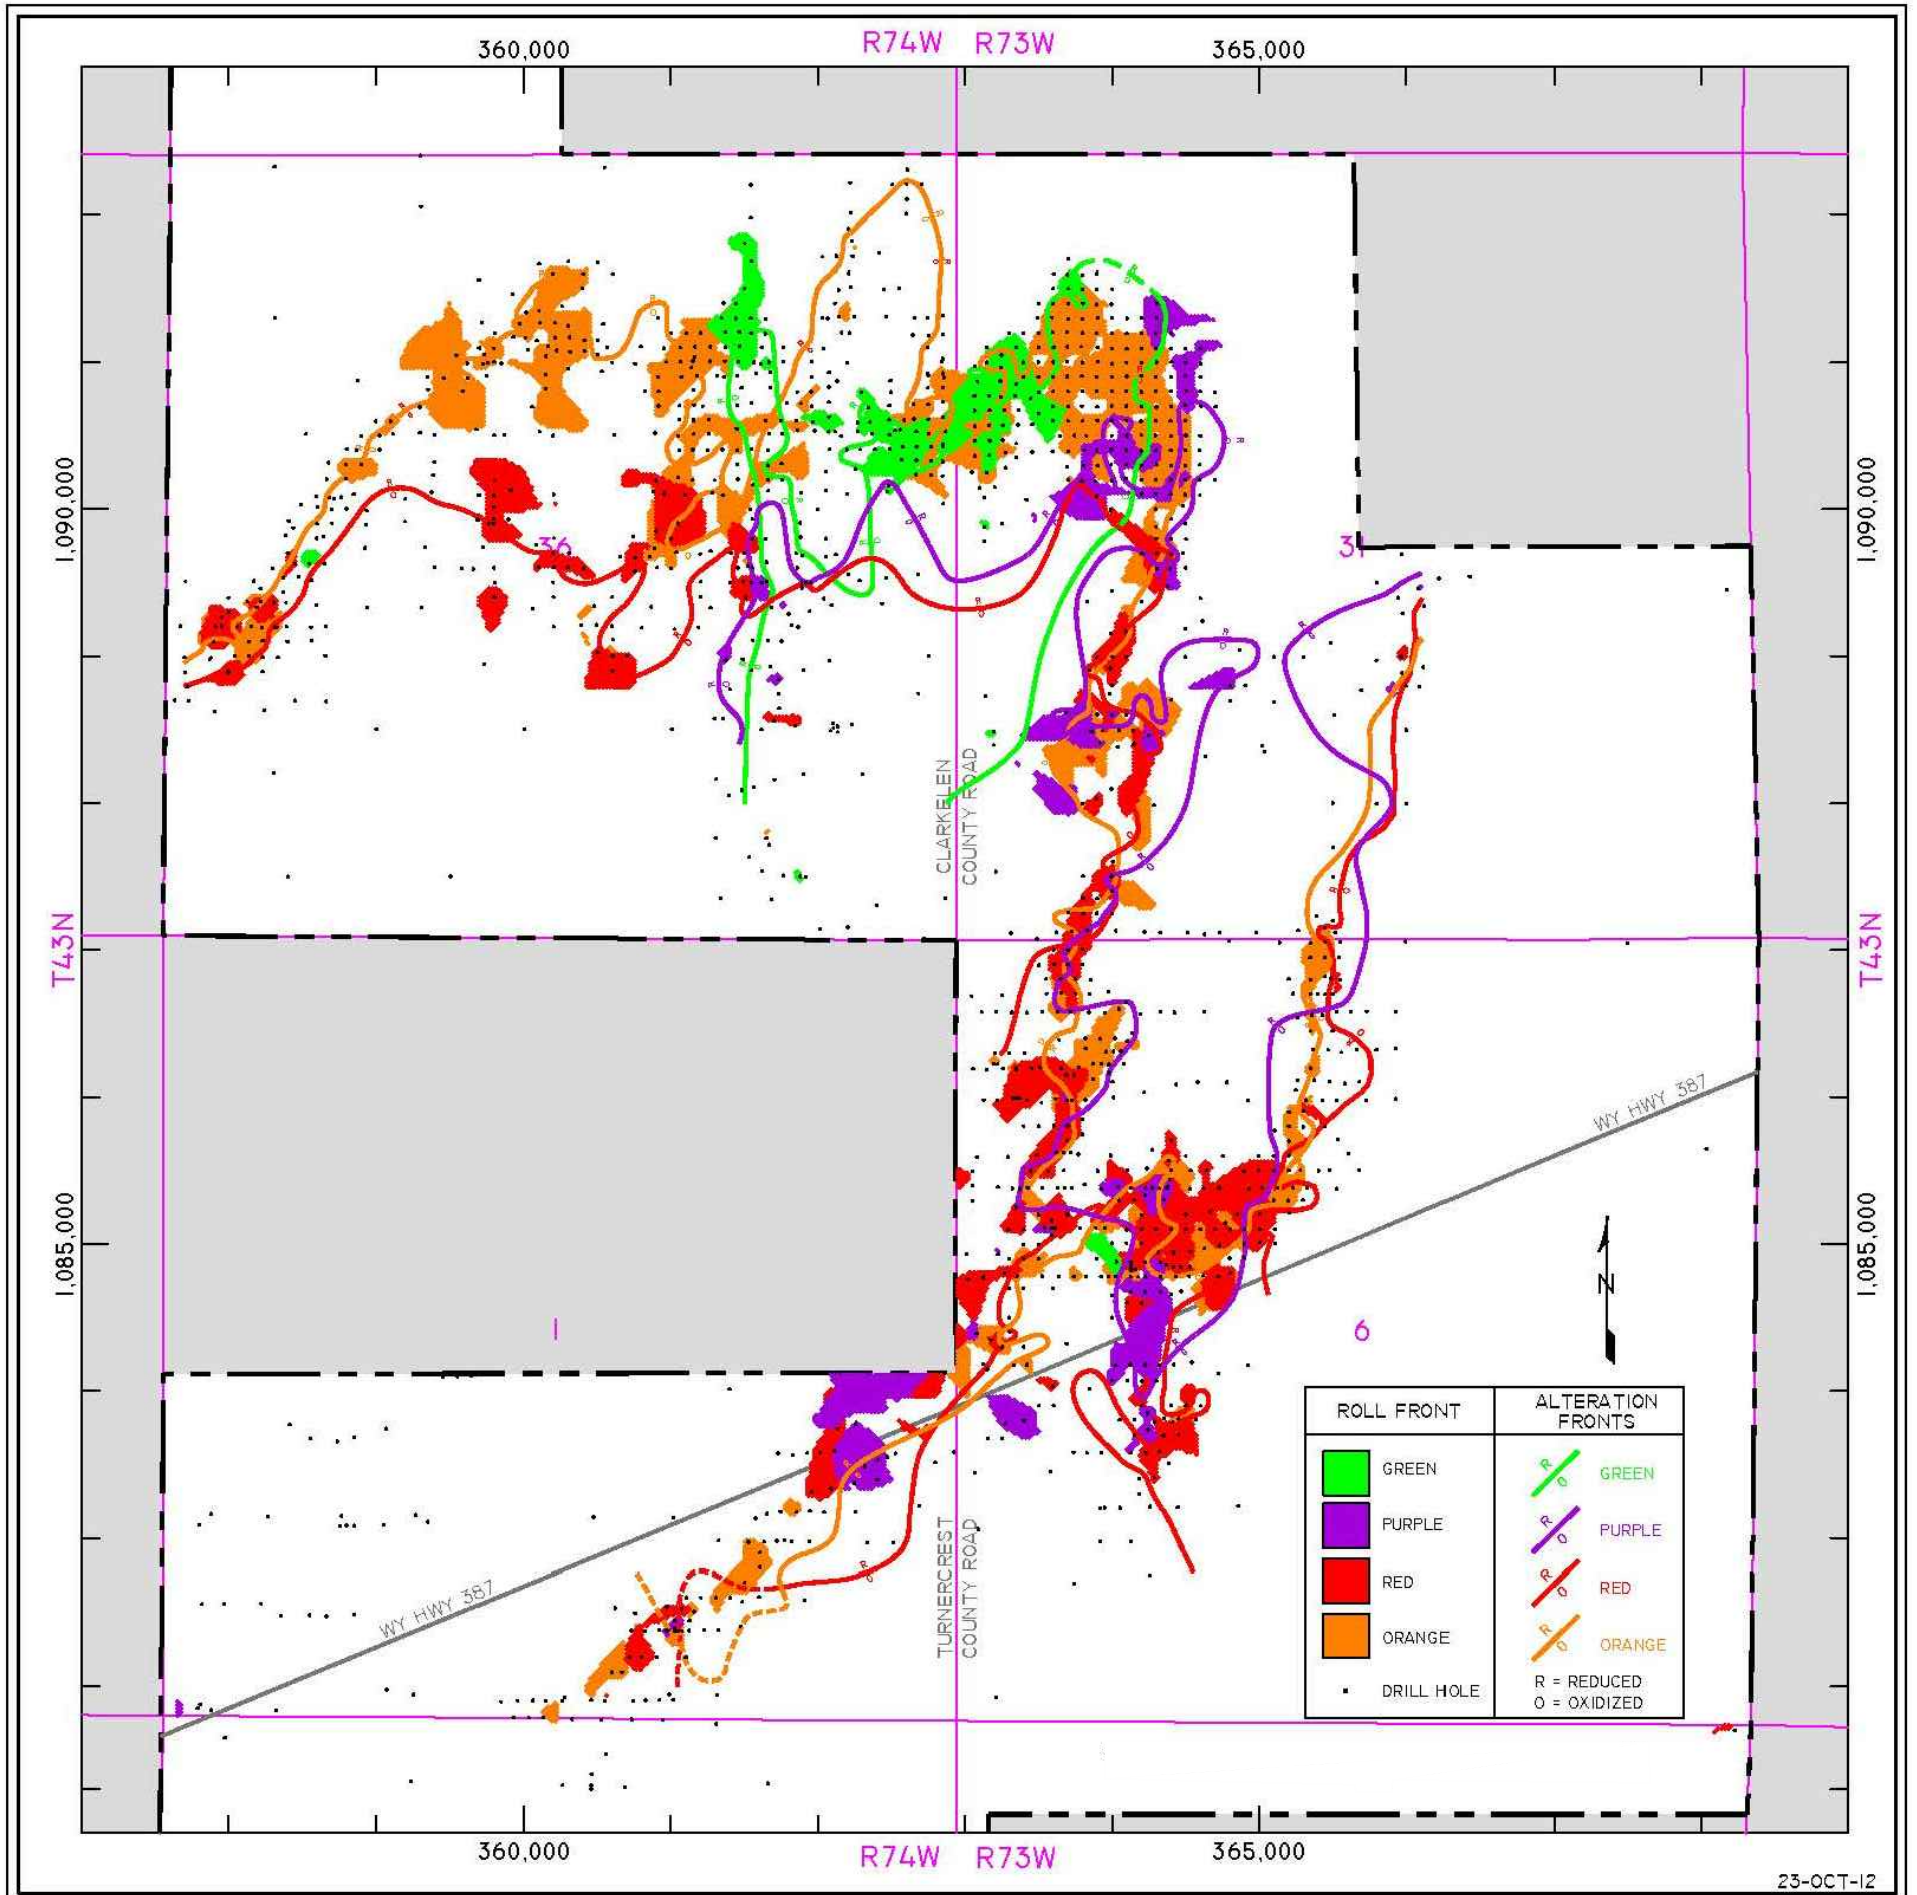 R74W R73W
360,000
365,000
1,090,000
1,090,000
36
3
CLARKELEN
COUNTY ROAD
T43N
T43N
WY HWY 387
1,085,000
1,085,000
N
1
6
ROLL FRONT
ALTERATION
FRONTS
GREEN
R
O
GREEN
PURPLE
R
O
PURPLE
RED
R
O
RED
ORANGE
R
O
ORANGE
DRILL HOLE
R = REDUCED
O = OXIDIZED
TURNERCREST
COUNTY ROAD
WY HWY 387
360,000
365,000
R74W R73W
23-OCT-12